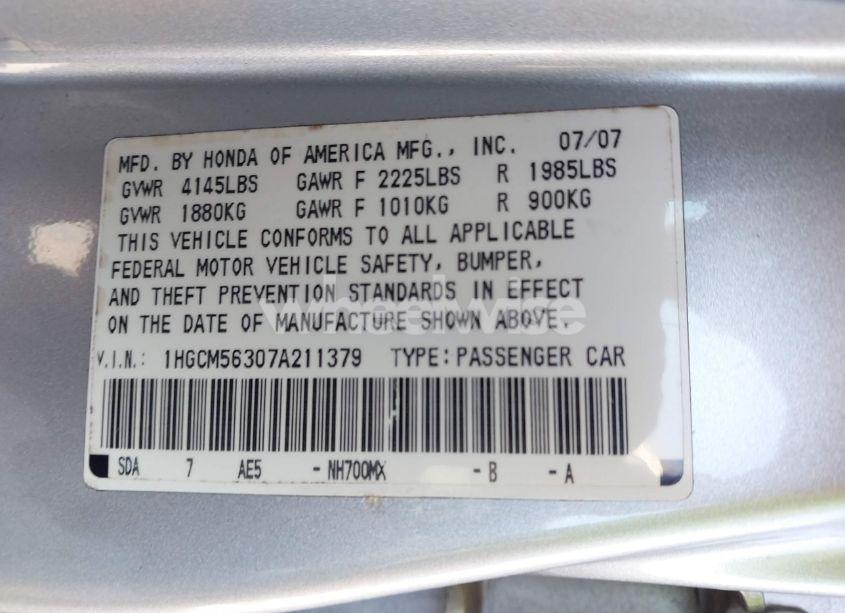 MFD. BY HONDA OF AMERICA MFG., INC. 07/07
GVWR 4145LBS GAWR F 2225LBS R 1985LBS
GVWR 1880KG GAWR F 1010KG R 900KG
THIS VEHICLE CONFORMS TO ALL APPLICABLE
FEDERAL MOTOR VEHICLE SAFETY, BUMPER,
AND THEFT PREVENTION STANDARDS IN EFFECT
ON THE DATE OF MANUFACTURE SHOWN ABOVE.
wheelwise
V.I.N.: 1HGCM56307A211379 TYPE: PASSENGER CAR
SDA 7 AE5 -NH700MX -B -A